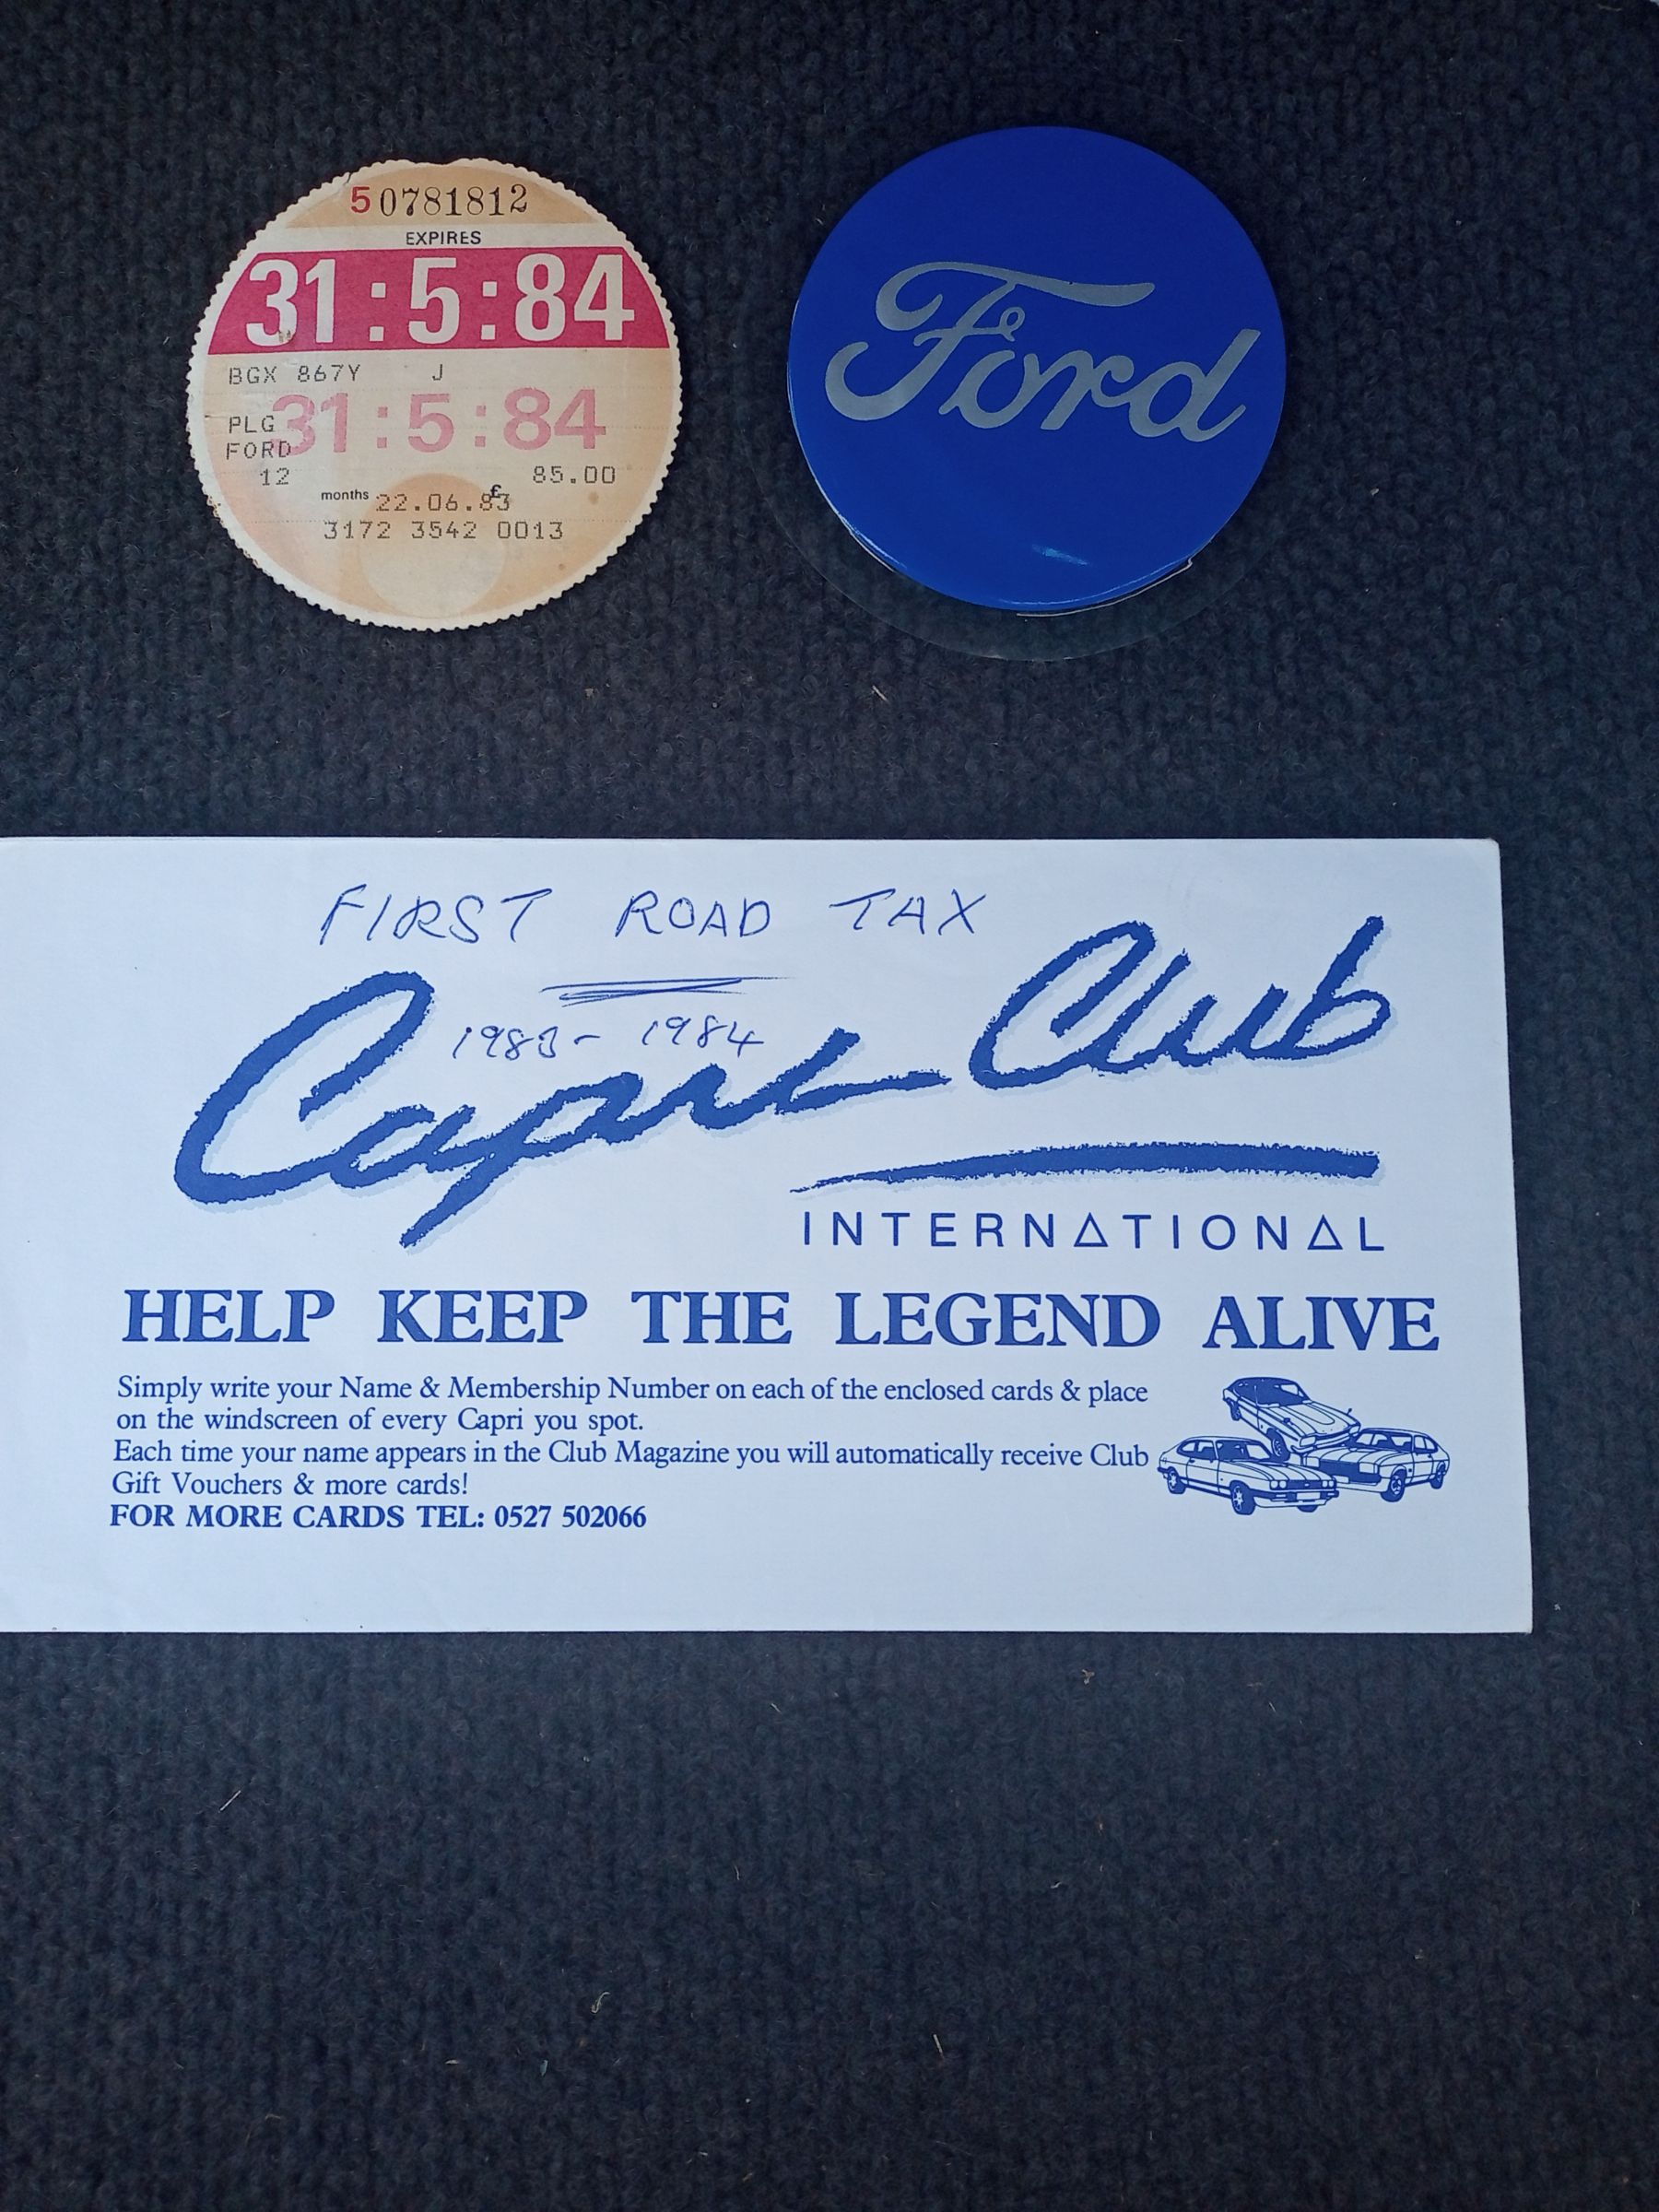 50781812
EXPIRES
31:5:84
BGX 867Y J
31:5:84
PLG
FORD
12 85.00
months £
22.06.83
3172 3542 0013
Ford
FIRST ROAD TAX
1983 - 1984
Capri Club
INTERNATIONAL
HELP KEEP THE LEGEND ALIVE
Simply write your Name & Membership Number on each of the enclosed cards & place
on the windscreen of every Capri you spot.
Each time your name appears in the Club Magazine you will automatically receive Club
Gift Vouchers & more cards!
FOR MORE CARDS TEL: 0527 502066